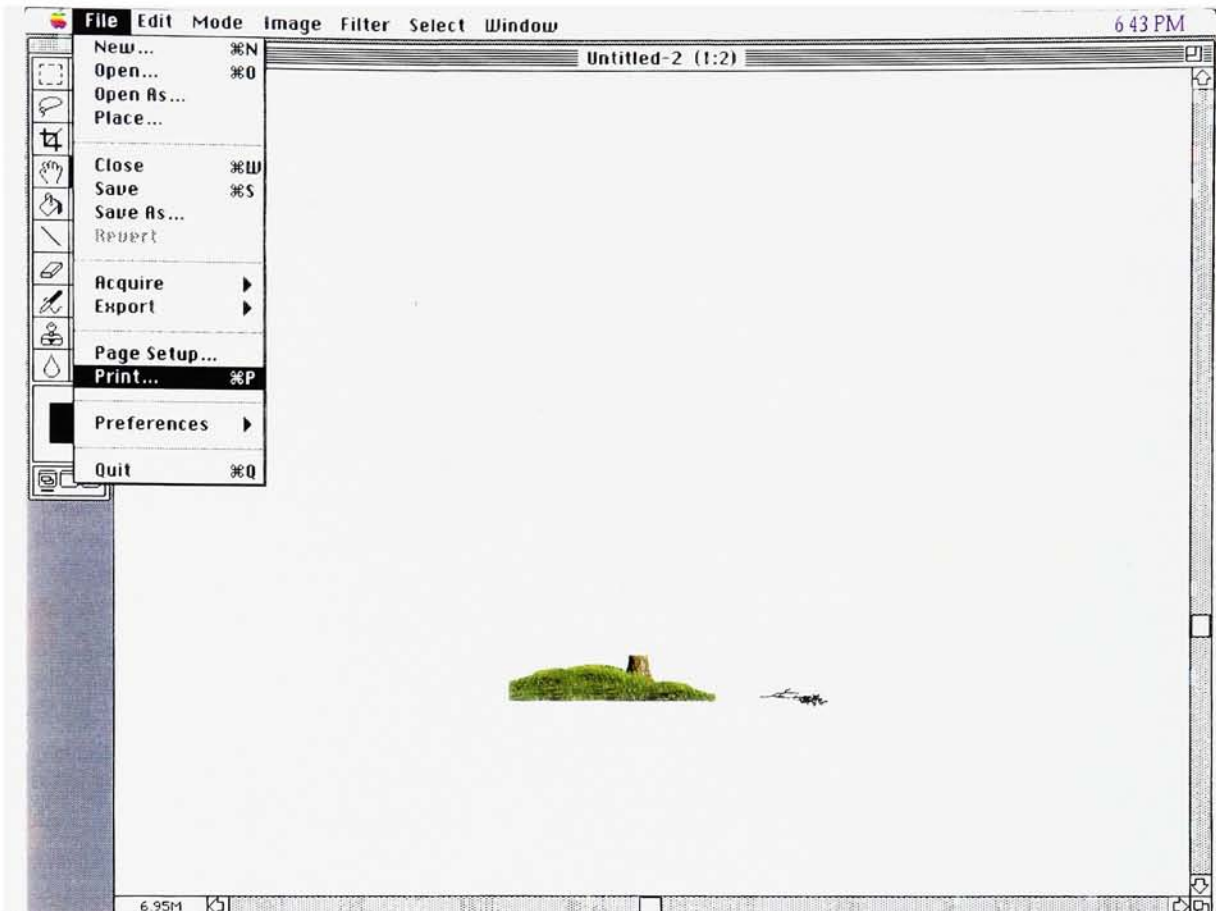 File Edit Mode Image Filter Select Window 6 43 PM
Untitled-2 (1:2)
New... ⌘N
Open... ⌘O
Open As...
Place...
Close ⌘W
Save ⌘S
Save As...
Revert
Acquire
Export
Page Setup...
Print... ⌘P
Preferences
Quit ⌘Q
6.95M